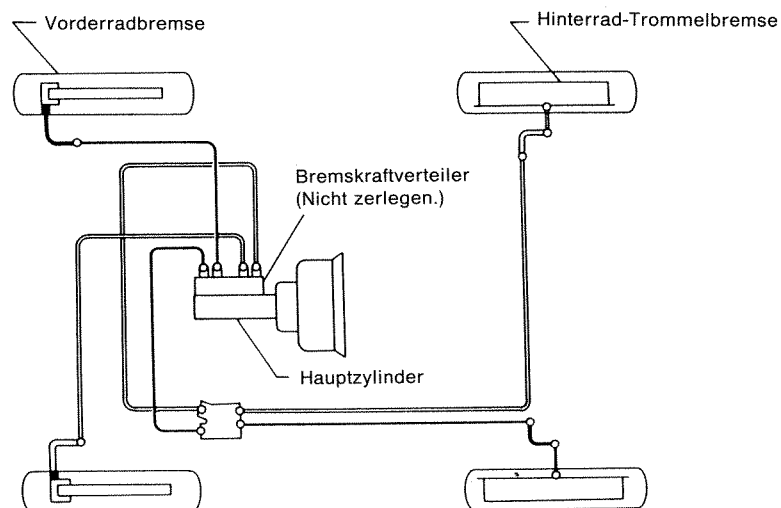 Vorderradbremse
Hinterrad-Trommelbremse
Bremskraftverteiler
(Nicht zerlegen.)
Hauptzylinder